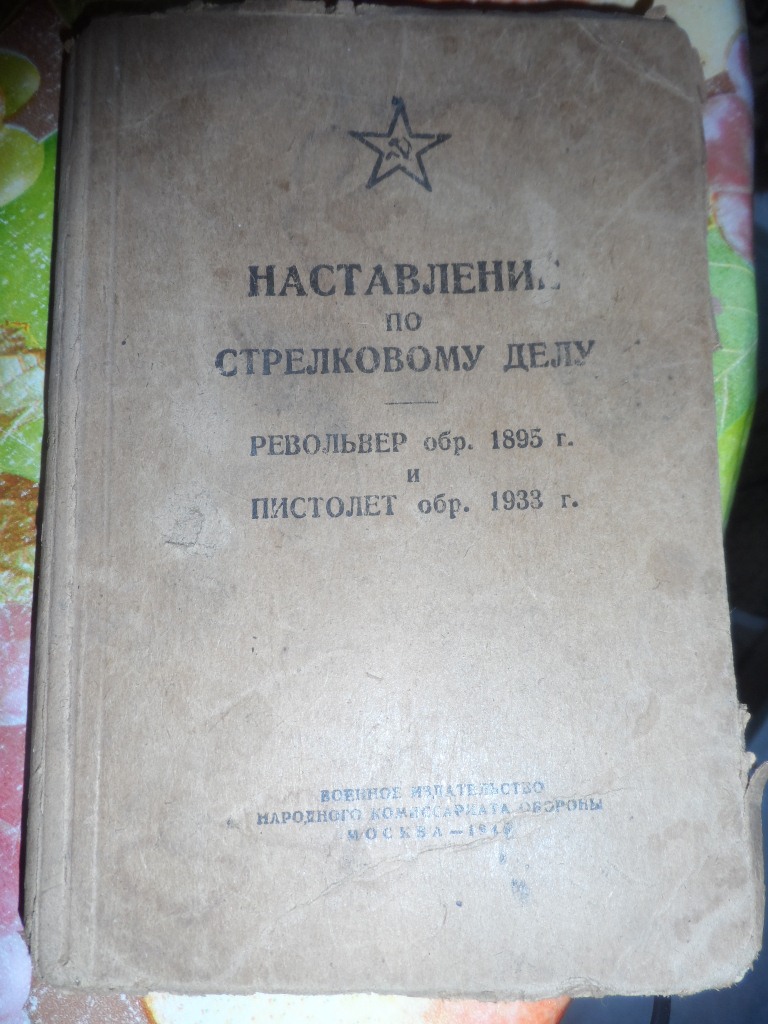 НАСТАВЛЕНИЕ
ПО
СТРЕЛКОВОМУ ДЕЛУ
РЕВОЛЬВЕР обр. 1895 г.
и
ПИСТОЛЕТ обр. 1933 г.
ВОЕННОЕ ИЗДАТЕЛЬСТВО
НАРОДНОГО КОМИССАРИАТА ОБОРОНЫ
МОСКВА —